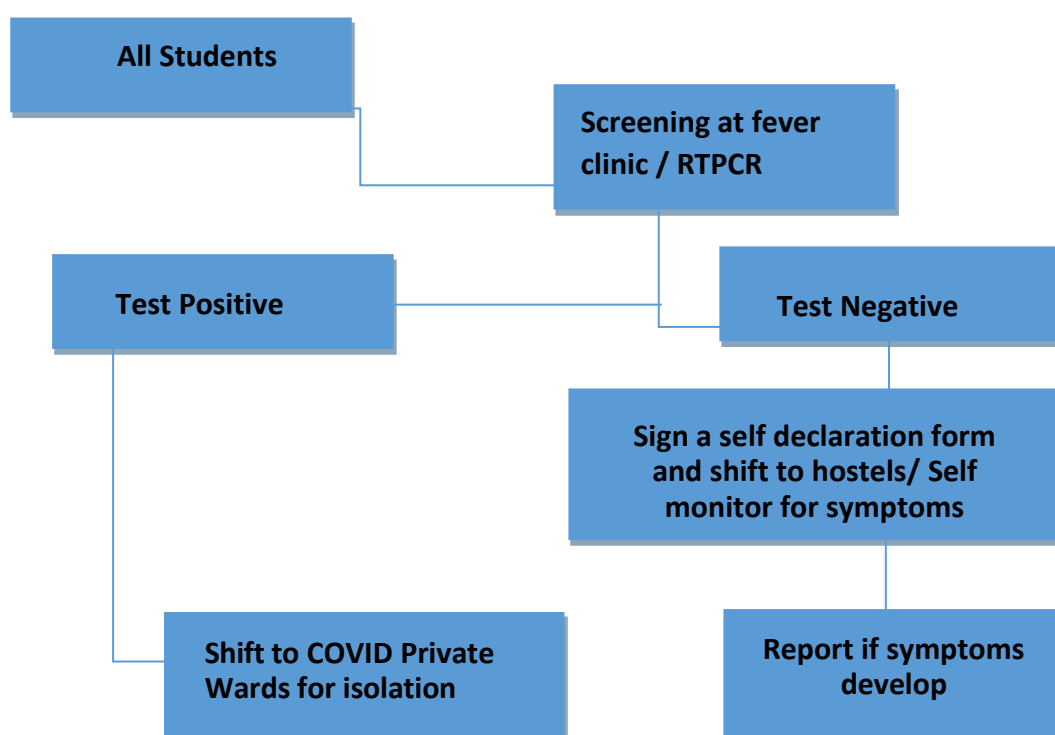 All Students
Screening at fever
clinic / RTPCR
Test Positive
Test Negative
Sign a self declaration form
and shift to hostels/ Self
monitor for symptoms
Shift to COVID Private
Wards for isolation
Report if symptoms
develop